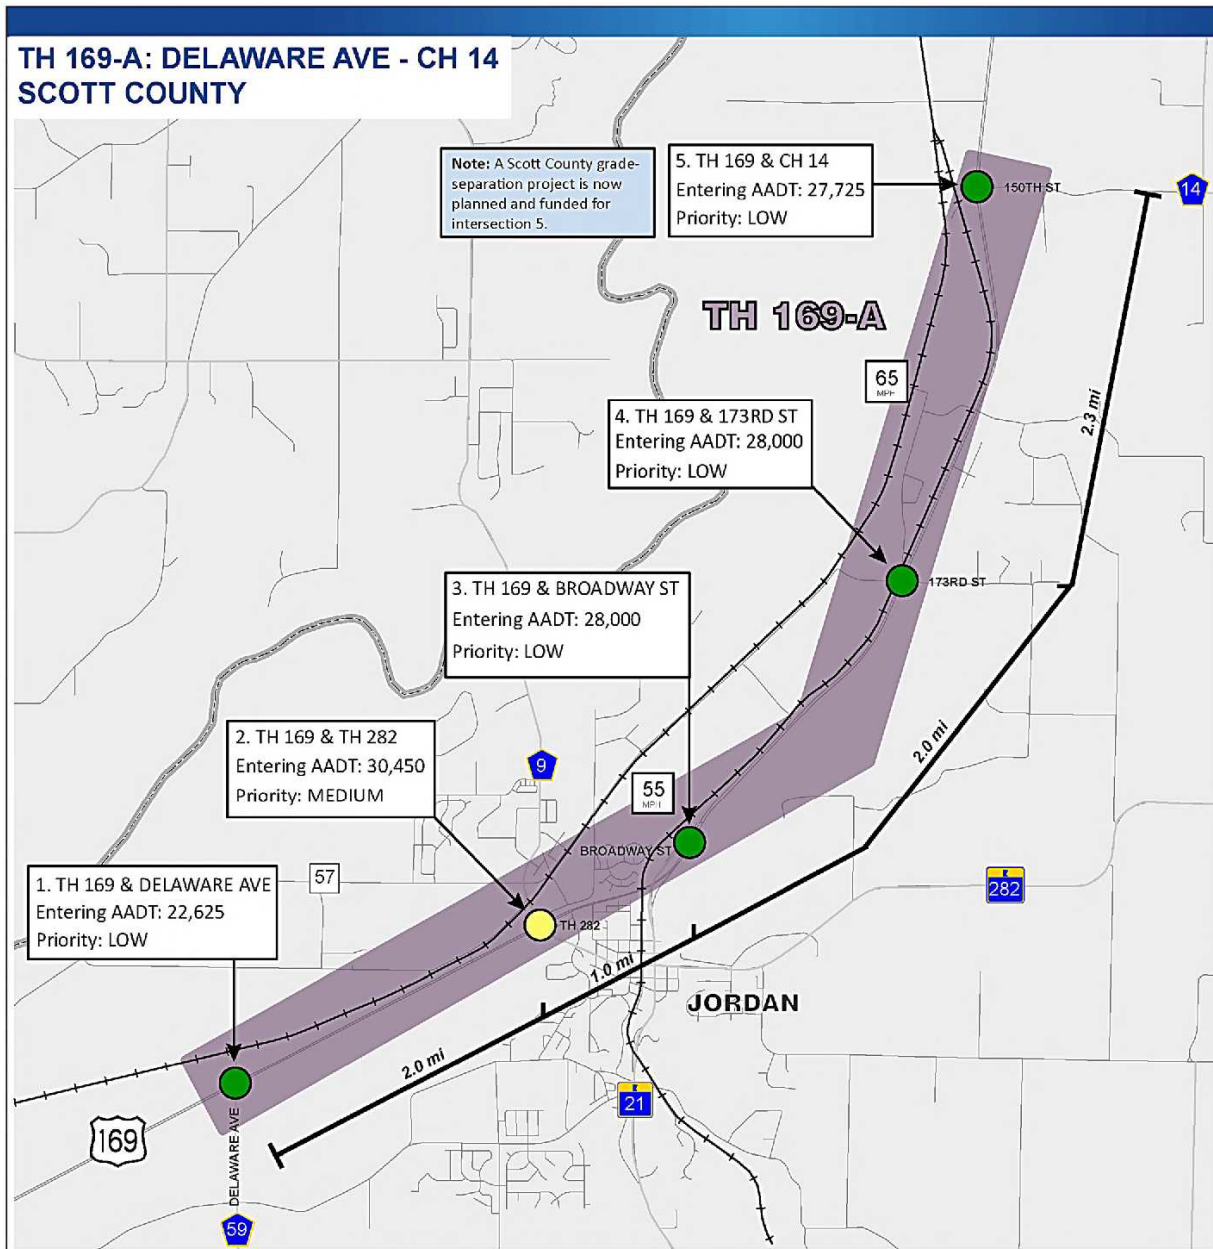 TH 169-A: DELAWARE AVE - CH 14
SCOTT COUNTY
Note: A Scott County grade-
separation project is now
planned and funded for
intersection 5.
5. TH 169 & CH 14
Entering AADT: 27,725
Priority: LOW
150TH ST
14
TH 169-A
65
MPH
2.3 mi
4. TH 169 & 173RD ST
Entering AADT: 28,000
Priority: LOW
173RD ST
3. TH 169 & BROADWAY ST
Entering AADT: 28,000
Priority: LOW
2.0 mi
2. TH 169 & TH 282
Entering AADT: 30,450
Priority: MEDIUM
9
55
MPH
BROADWAY ST
57
282
1. TH 169 & DELAWARE AVE
Entering AADT: 22,625
Priority: LOW
TH 282
1.0 mi
JORDAN
2.0 mi
21
169
DELAWARE AVE
59